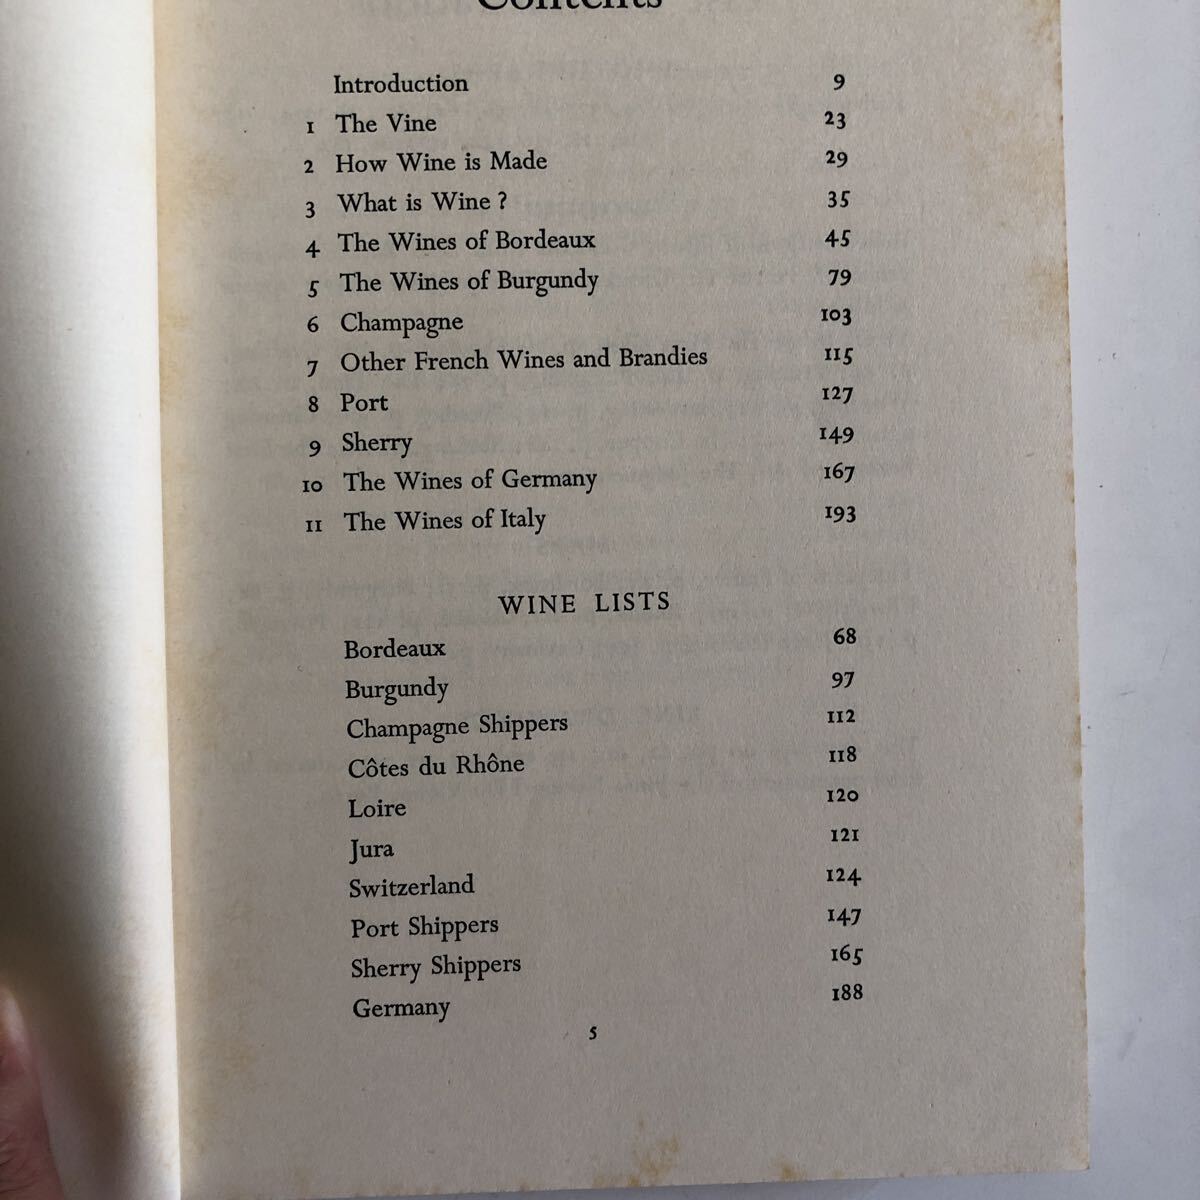 Contents
Introduction 9
1 The Vine 23
2 How Wine is Made 29
3 What is Wine ? 35
4 The Wines of Bordeaux 45
5 The Wines of Burgundy 79
6 Champagne 103
7 Other French Wines and Brandies 115
8 Port 127
9 Sherry 149
10 The Wines of Germany 167
11 The Wines of Italy 193
WINE LISTS
Bordeaux 68
Burgundy 97
Champagne Shippers 112
Côtes du Rhône 118
Loire 120
Jura 121
Switzerland 124
Port Shippers 147
Sherry Shippers 165
Germany 188
5